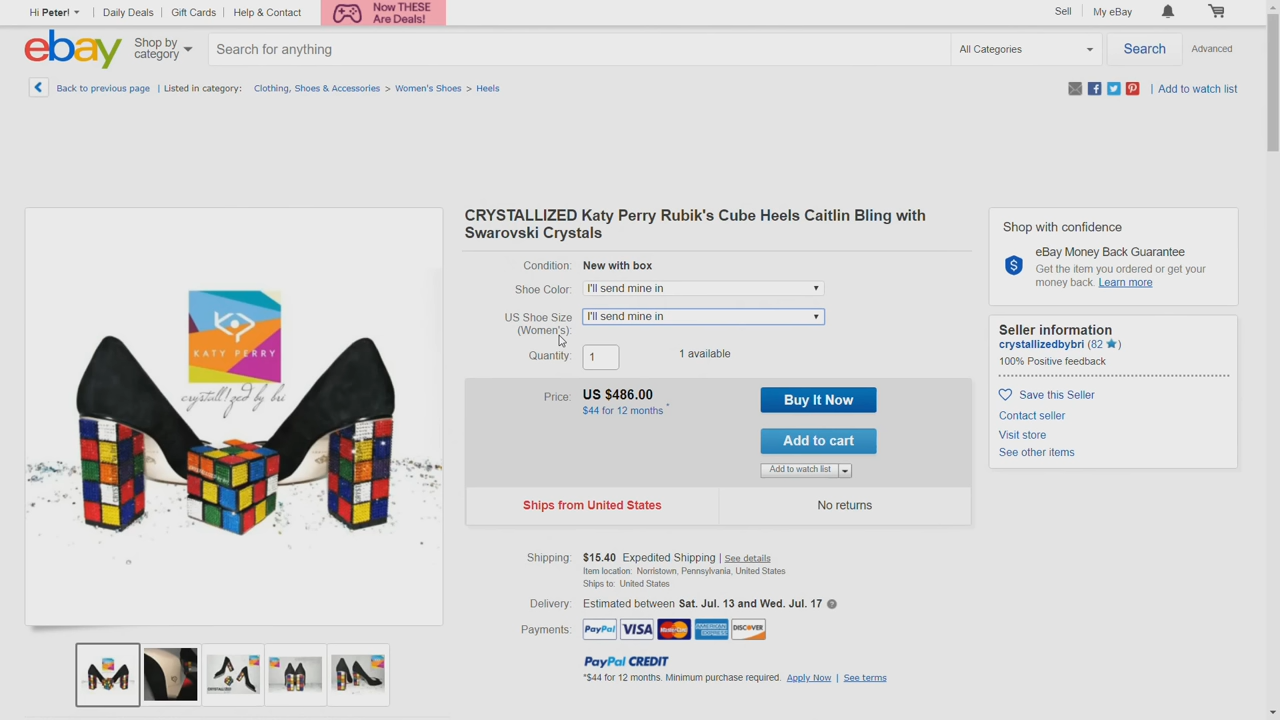 Hi Peter!
Daily Deals
Gift Cards
Help & Contact
Now THESE
Are Deals!
Sell
My eBay
ebay
Shop by
category
Search for anything
All Categories
Search
Advanced
Back to previous page | Listed in category:
Clothing, Shoes & Accessories > Women's Shoes > Heels
| Add to watch list
CRYSTALLIZED Katy Perry Rubik's Cube Heels Caitlin Bling with
Swarovski Crystals
Condition: New with box
Shoe Color: I'll send mine in
US Shoe Size
(Women's):
I'll send mine in
Quantity: 1
1 available
Price: US $486.00
$44 for 12 months *
Buy It Now
Add to cart
Add to watch list
Ships from United States
No returns
Shipping: $15.40 Expedited Shipping | See details
Item location: Norristown, Pennsylvania, United States
Ships to: United States
Delivery: Estimated between Sat. Jul. 13 and Wed. Jul. 17 ?
Payments: PayPal VISA MasterCard AMERICAN EXPRESS DISCOVER
PayPal CREDIT
*$44 for 12 months. Minimum purchase required. Apply Now | See terms
Shop with confidence
eBay Money Back Guarantee
Get the item you ordered or get your
money back. Learn more
Seller information
crystallizedbybri (82 ★)
100% Positive feedback
Save this Seller
Contact seller
Visit store
See other items
KATY PERRY
crystall!zed by bri